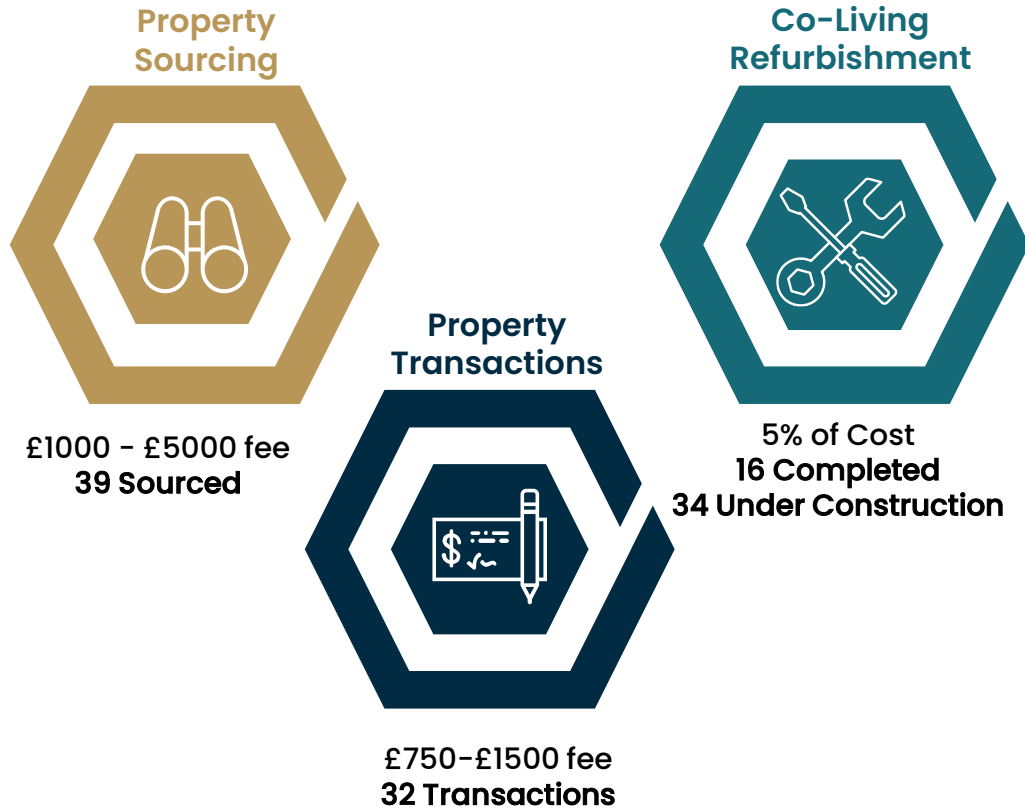 Property
Sourcing
£1000 - £5000 fee
39 Sourced
Property
Transactions
$
£750-£1500 fee
32 Transactions
Co-Living
Refurbishment
5% of Cost
16 Completed
34 Under Construction